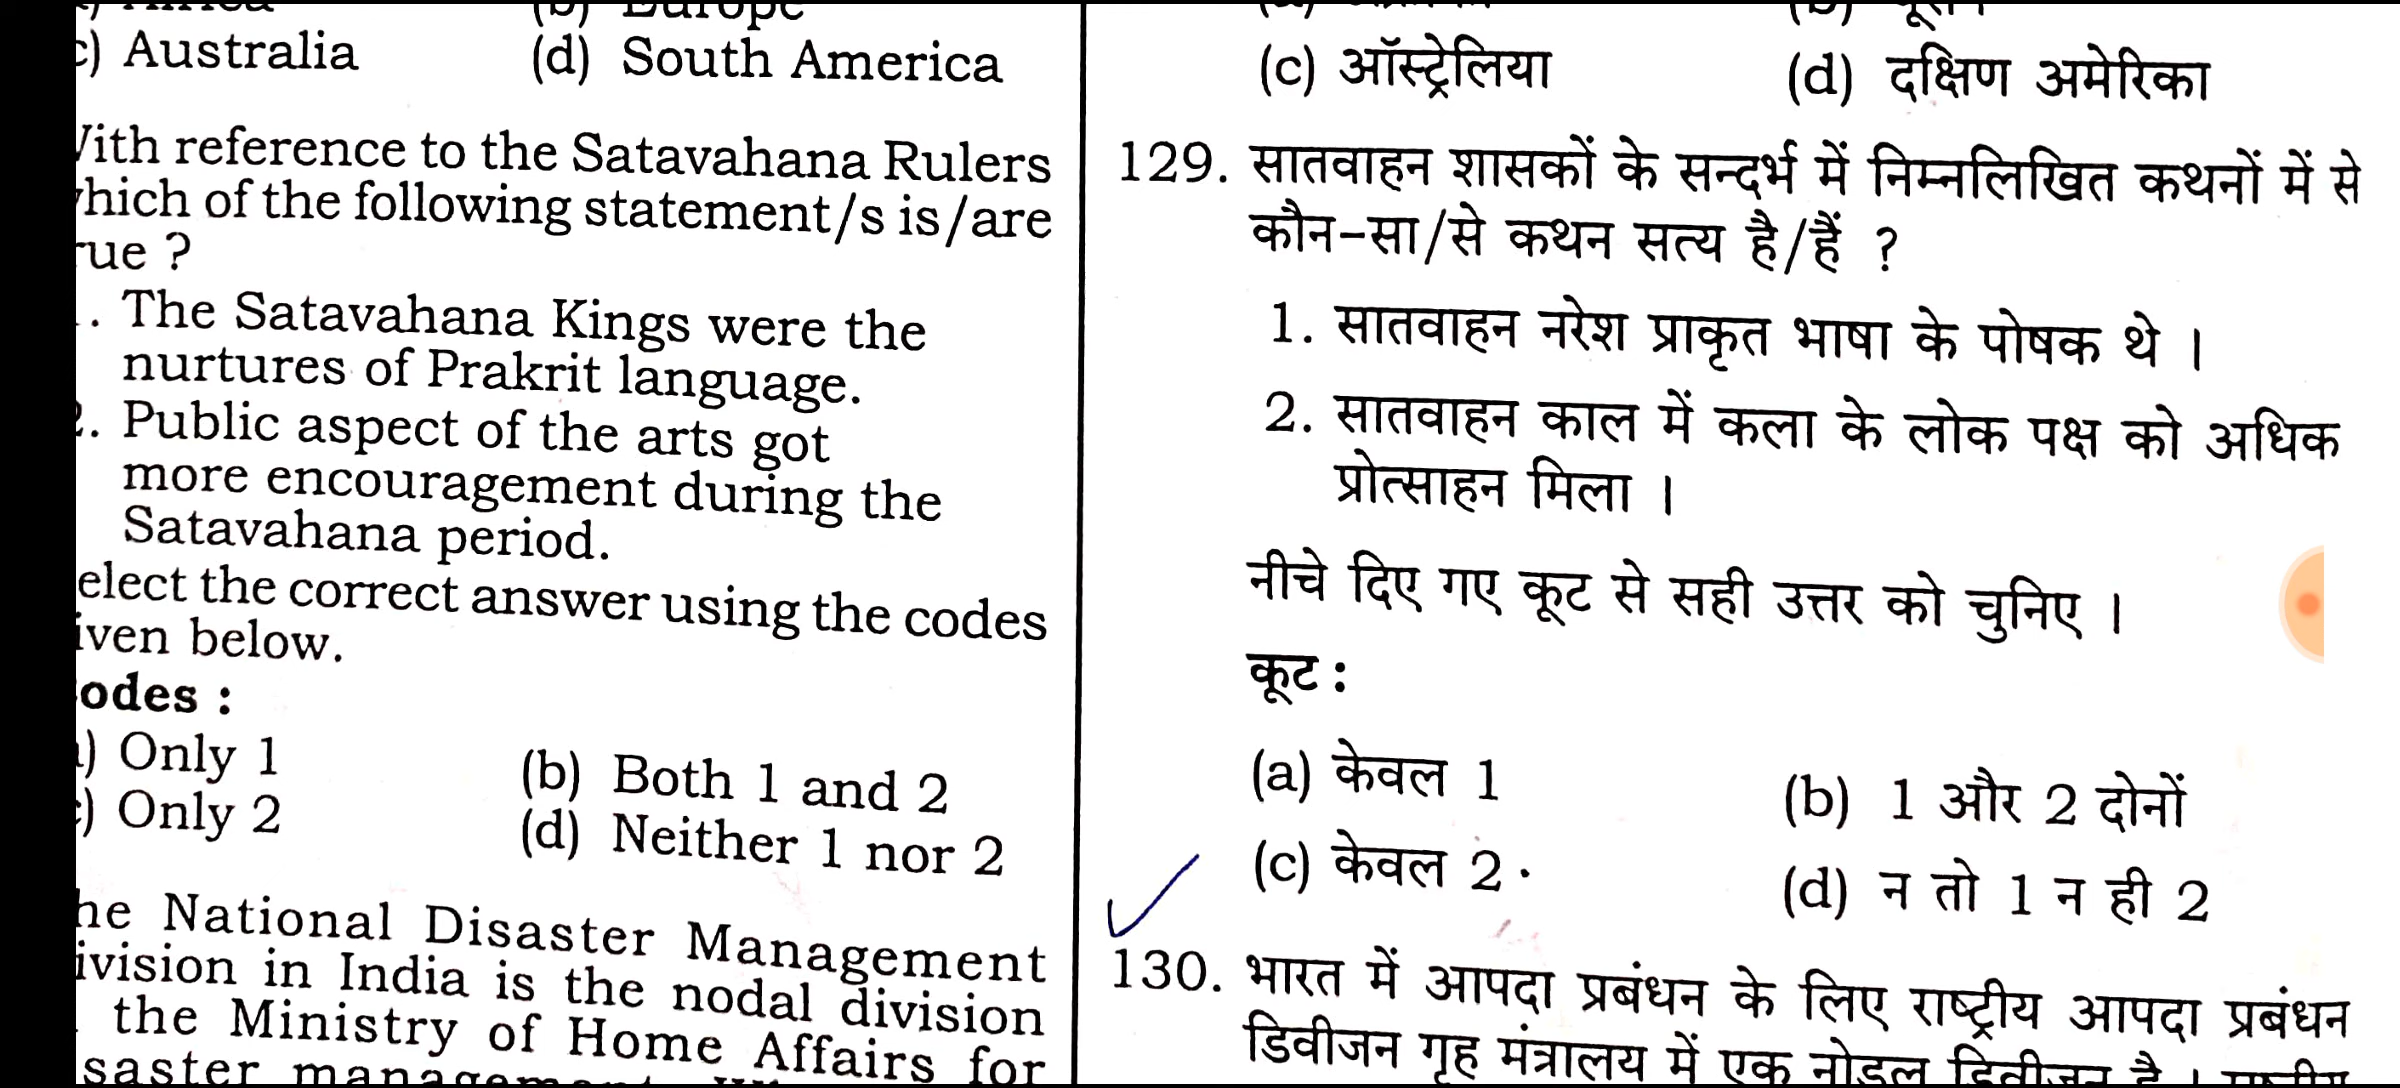 (c) ऑस्ट्रेलिया (d) दक्षिण अमेरिका
Australia (d) South America
reference to the Satavahana Rulers
of the following statement/s is/are
?
. The Satavahana Kings were the
nurtures of Prakrit language.
. Public aspect of the arts got
more encouragement during the
Satavahana period.
elect the correct answer using the codes
iven below.
odes :
) Only 1 (b) Both 1 and 2
) Only 2 (d) Neither 1 nor 2
he National Disaster Management
ivision in India is the nodal division
the Ministry of Home Affairs for
129. सातवाहन शासकों के सन्दर्भ में निम्नलिखित कथनों में से
कौन-सा/से कथन सत्य है/हैं ?
1. सातवाहन नरेश प्राकृत भाषा के पोषक थे ।
2. सातवाहन काल में कला के लोक पक्ष को अधिक
प्रोत्साहन मिला ।
नीचे दिए गए कूट से सही उत्तर को चुनिए ।
कूट :
(a) केवल 1 (b) 1 और 2 दोनों
(c) केवल 2 (d) न तो 1 न ही 2
130. भारत में आपदा प्रबंधन के लिए राष्ट्रीय आपदा प्रबंधन
डिवीजन गृह मंत्रालय में एक नोडल डिवीजन है ।